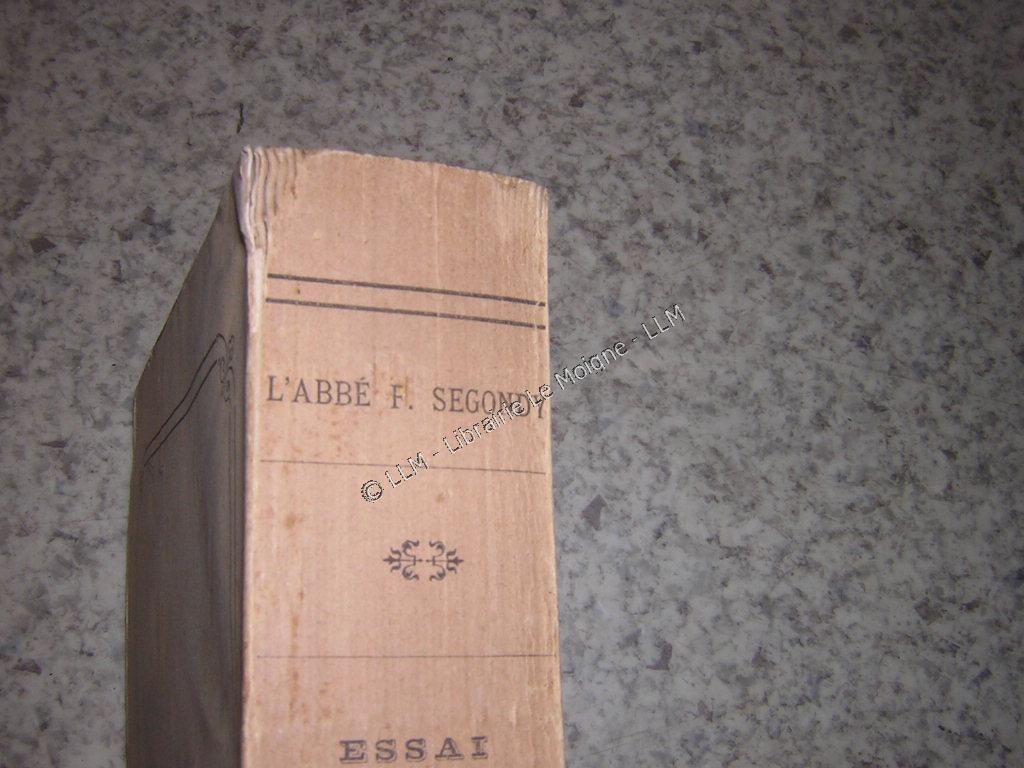 L'ABBÉ F. SEGONDY
© LLM - Librairie Le Moigne - LLM
ESSAI